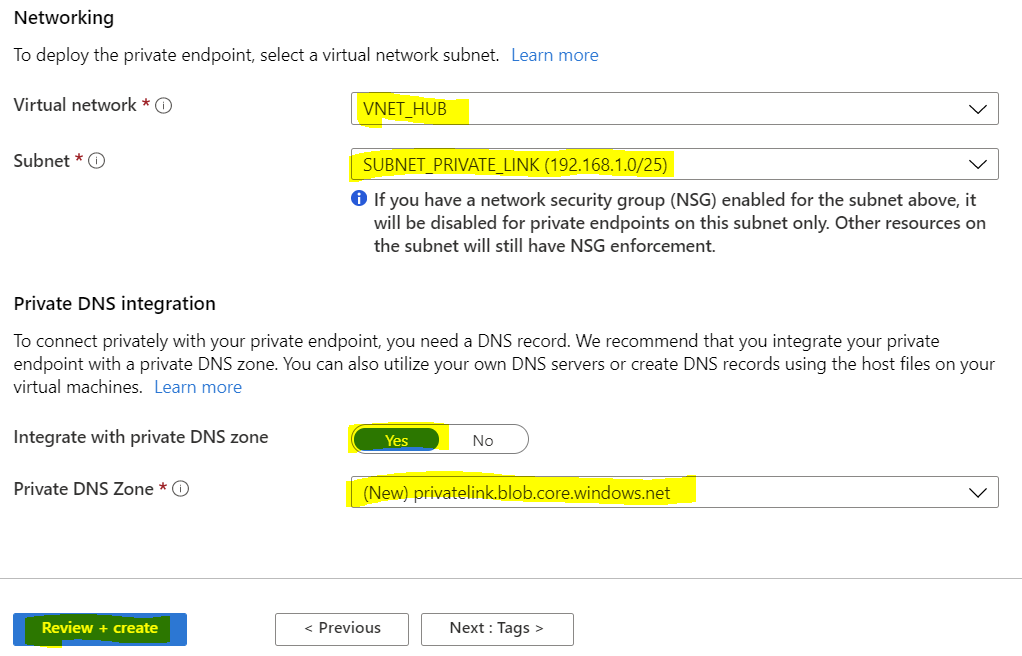 Networking
To deploy the private endpoint, select a virtual network subnet. Learn more
Virtual network *
VNET_HUB
Subnet *
SUBNET_PRIVATE_LINK (192.168.1.0/25)
If you have a network security group (NSG) enabled for the subnet above, it
will be disabled for private endpoints on this subnet only. Other resources on
the subnet will still have NSG enforcement.
Private DNS integration
To connect privately with your private endpoint, you need a DNS record. We recommend that you integrate your private
endpoint with a private DNS zone. You can also utilize your own DNS servers or create DNS records using the host files on your
virtual machines. Learn more
Integrate with private DNS zone
Yes No
Private DNS Zone *
(New) privatelink.blob.core.windows.net
Review + create
< Previous
Next : Tags >